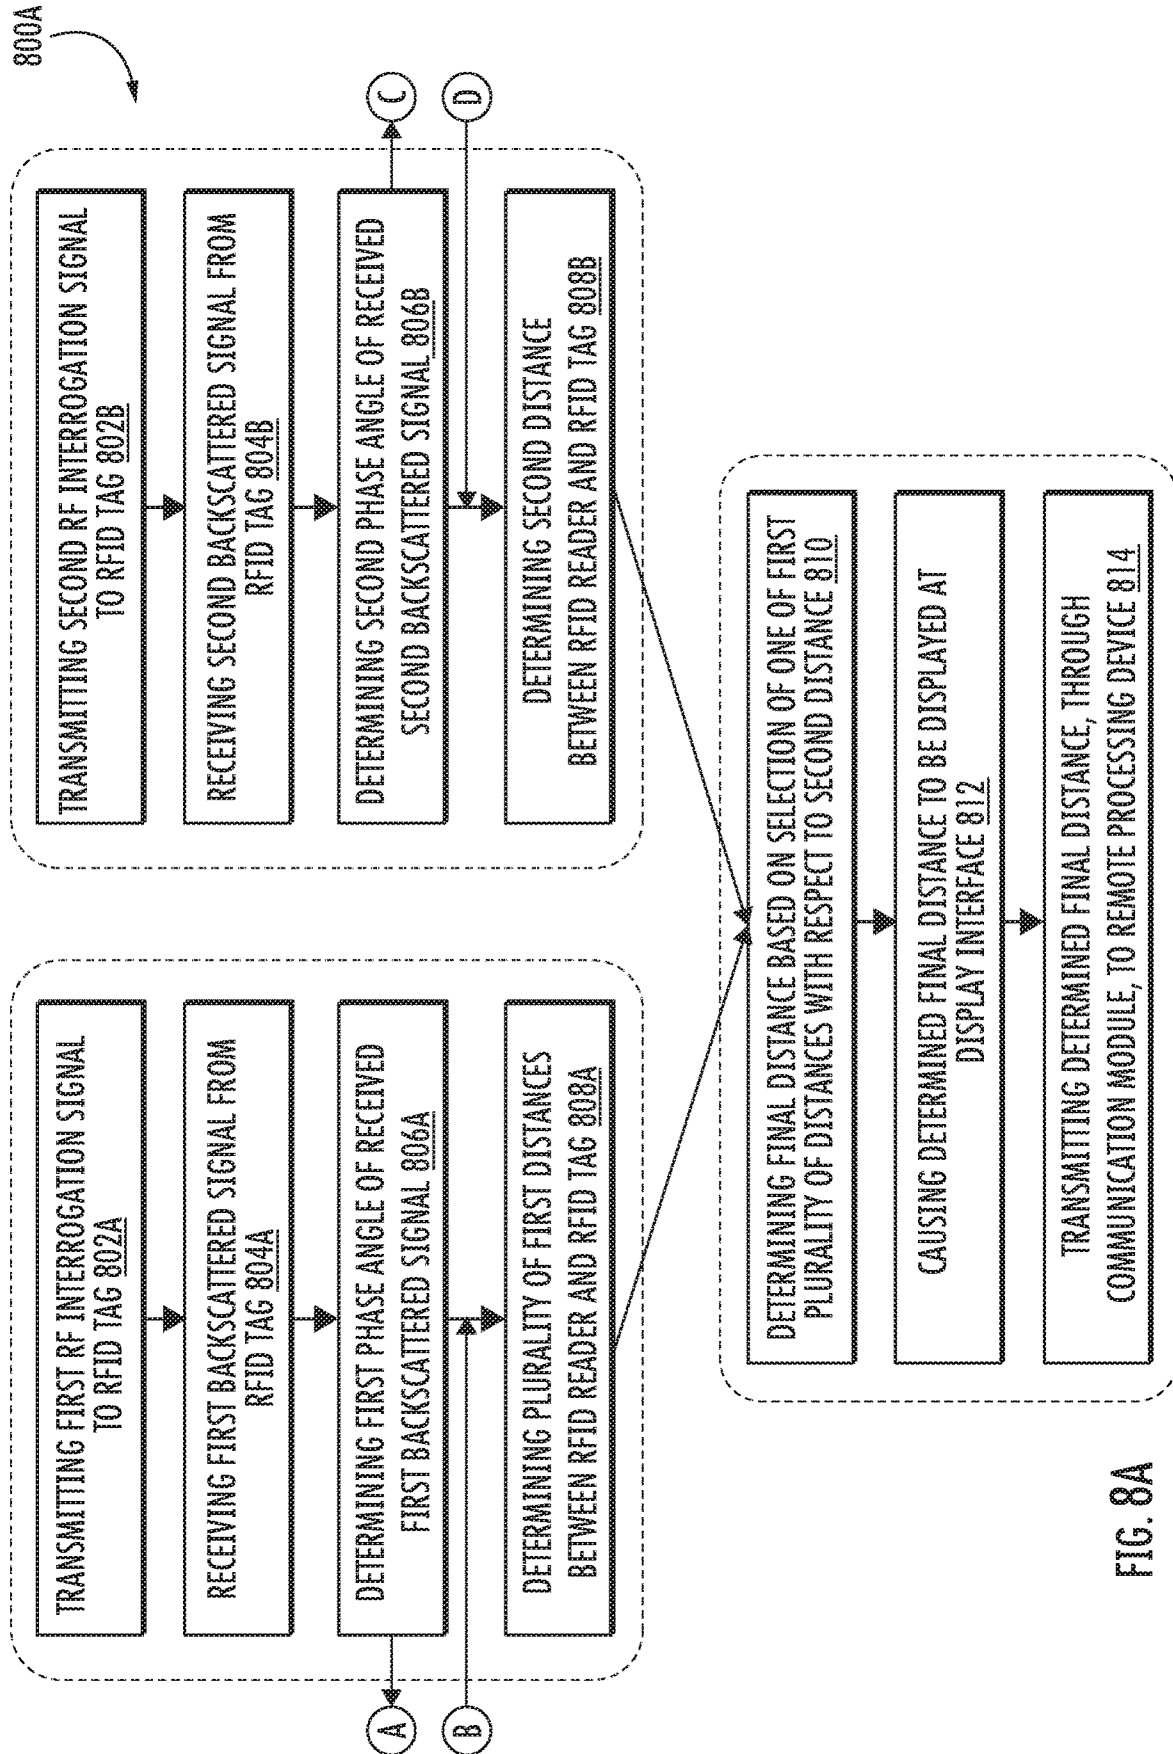 800A
TRANSMITTING FIRST RF INTERROGATION SIGNAL
TO RFID TAG 802A
RECEIVING FIRST BACKSCATTERED SIGNAL FROM
RFID TAG 804A
DETERMINING FIRST PHASE ANGLE OF RECEIVED
FIRST BACKSCATTERED SIGNAL 806A
A
B
DETERMINING PLURALITY OF FIRST DISTANCES
BETWEEN RFID READER AND RFID TAG 808A
TRANSMITTING SECOND RF INTERROGATION SIGNAL
TO RFID TAG 802B
RECEIVING SECOND BACKSCATTERED SIGNAL FROM
RFID TAG 804B
DETERMINING SECOND PHASE ANGLE OF RECEIVED
SECOND BACKSCATTERED SIGNAL 806B
C
D
DETERMINING SECOND DISTANCE
BETWEEN RFID READER AND RFID TAG 808B
DETERMINING FINAL DISTANCE BASED ON SELECTION OF ONE OF FIRST
PLURALITY OF DISTANCES WITH RESPECT TO SECOND DISTANCE 810
CAUSING DETERMINED FINAL DISTANCE TO BE DISPLAYED AT
DISPLAY INTERFACE 812
TRANSMITTING DETERMINED FINAL DISTANCE, THROUGH
COMMUNICATION MODULE, TO REMOTE PROCESSING DEVICE 814
FIG. 8A